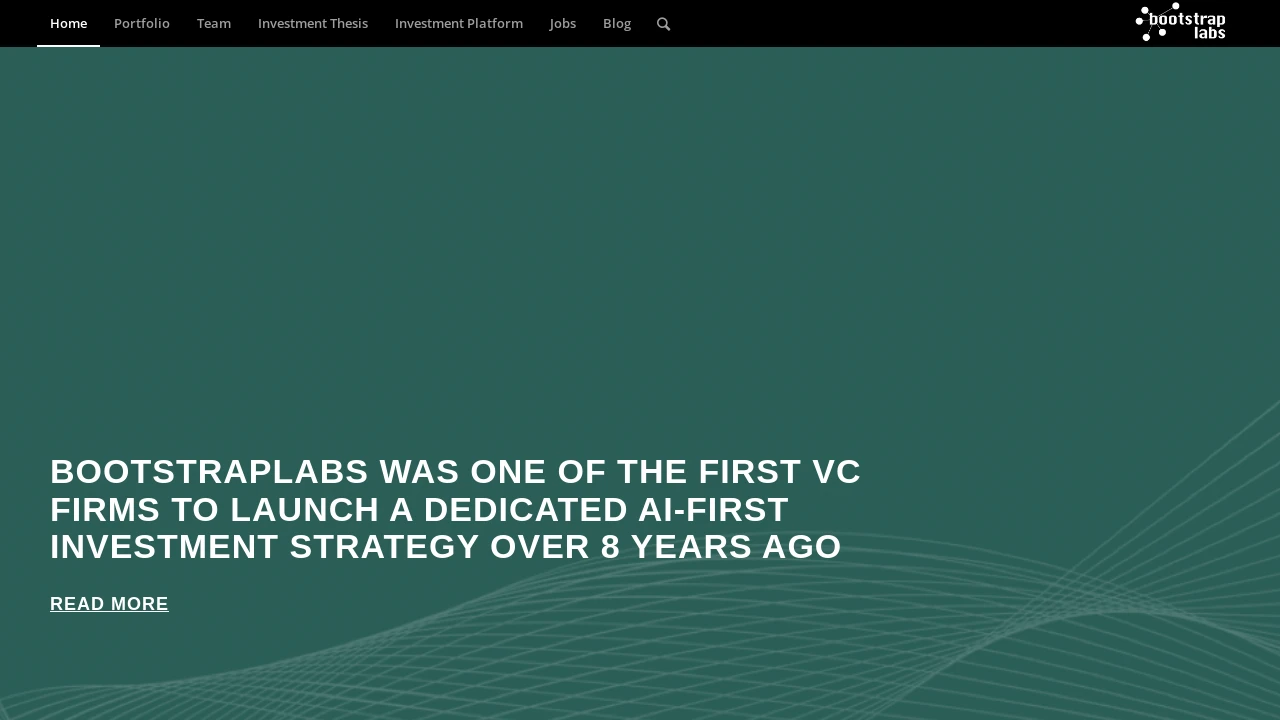 Home Portfolio Team Investment Thesis Investment Platform Jobs Blog
bootstrap
labs
BOOTSTRAPLABS WAS ONE OF THE FIRST VC
FIRMS TO LAUNCH A DEDICATED AI-FIRST
INVESTMENT STRATEGY OVER 8 YEARS AGO
READ MORE